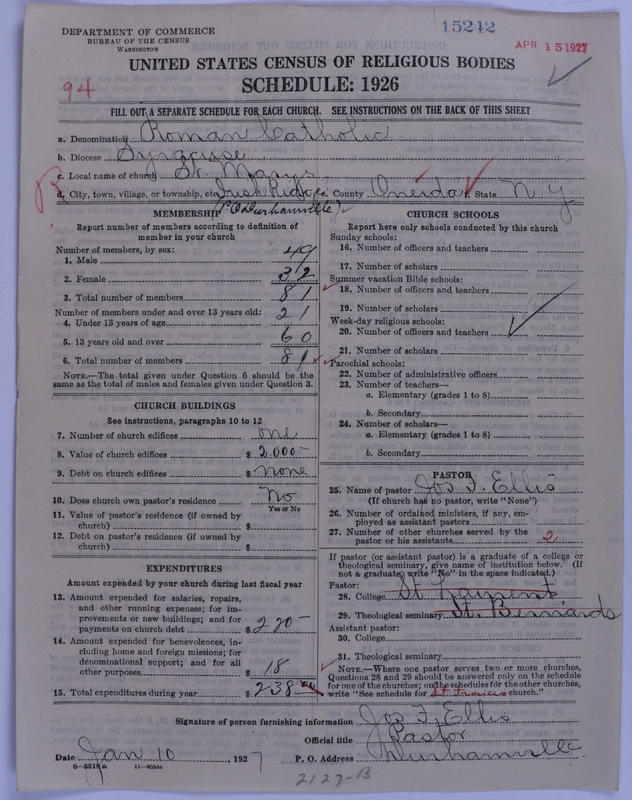 DEPARTMENT OF COMMERCE
BUREAU OF THE CENSUS
WASHINGTON
15242
APR 15 1927
UNITED STATES CENSUS OF RELIGIOUS BODIES
SCHEDULE: 1926
94
FILL OUT A SEPARATE SCHEDULE FOR EACH CHURCH. SEE INSTRUCTIONS ON THE BACK OF THIS SHEET
a. Denomination Roman Catholic
b. Diocese Syracuse
c. Local name of church St. Marys
d. City, town, village, or township, etc. Irish Ridge e. County Oneida f. State N. Y
(P.O. Durhamville)
MEMBERSHIP
Report number of members according to definition of
member in your church
Number of members, by sex:
1. Male 49
2. Female 32
3. Total number of members 81
Number of members under and over 13 years old:
4. Under 13 years of age 21
5. 13 years old and over 60
6. Total number of members 81
NOTE.—The total given under Question 6 should be the
same as the total of males and females given under Question 3.
CHURCH BUILDINGS
See instructions, paragraphs 10 to 12
7. Number of church edifices one
8. Value of church edifices $ 2.000-
9. Debt on church edifices $ none
10. Does church own pastor's residence No
Yes or No
11. Value of pastor's residence (if owned by
church) $
12. Debt on pastor's residence (if owned by
church) $
EXPENDITURES
Amount expended by your church during last fiscal year
13. Amount expended for salaries, repairs,
and other running expenses; for im-
provements or new buildings; and for
payments on church debt $ 220-
14. Amount expended for benevolences, in-
cluding home and foreign missions; for
denominational support; and for all
other purposes $ 18
15. Total expenditures during year $ 238
CHURCH SCHOOLS
Report here only schools conducted by this church
Sunday schools:
16. Number of officers and teachers
17. Number of scholars
Summer vacation Bible schools:
18. Number of officers and teachers
19. Number of scholars
Week-day religious schools:
20. Number of officers and teachers
21. Number of scholars
Parochial schools:
22. Number of administrative officers
23. Number of teachers—
a. Elementary (grades 1 to 8)
b. Secondary
24. Number of scholars—
a. Elementary (grades 1 to 8)
b. Secondary
PASTOR
25. Name of pastor Jos F. Ellis
(If church has no pastor, write "None")
26. Number of ordained ministers, if any, em-
ployed as assistant pastors
27. Number of other churches served by the
pastor or his assistants 2
If pastor (or assistant pastor) is a graduate of a college or
theological seminary, give name of institution below. (If
not a graduate, write "No" in the space indicated.)
Pastor:
28. College St Laurent
29. Theological seminary St. Bernards
Assistant pastor:
30. College
31. Theological seminary
NOTE.—Where one pastor serves two or more churches,
Questions 28 and 29 should be answered only on the schedule
for one of the churches; on the schedules for the other churches,
write "See schedule for St Francis church."
Signature of person furnishing information Jos F. Ellis
Official title Pastor
Date Jan 10, 1927 P. O. Address Durhamville
2127-B